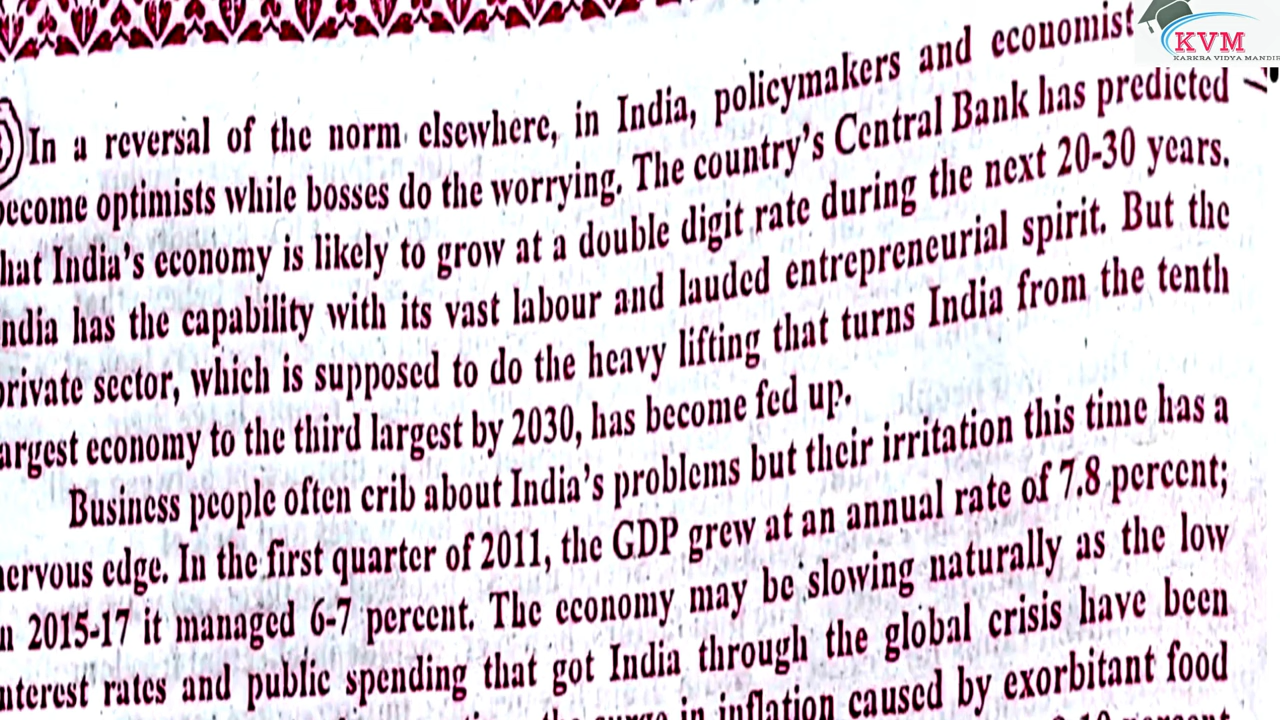 KVM
KARKRA VIDYA MANDIR
In a reversal of the norm elsewhere, in India, policymakers and economist
become optimists while bosses do the worrying. The country's Central Bank has predicted
hat India's economy is likely to grow at a double digit rate during the next 20-30 years.
ndia has the capability with its vast labour and lauded entrepreneurial spirit. But the
private sector, which is supposed to do the heavy lifting that turns India from the tenth
argest economy to the third largest by 2030, has become fed up.
Business people often crib about India's problems but their irritation this time has a
nervous edge. In the first quarter of 2011, the GDP grew at an annual rate of 7.8 percent;
n 2015-17 it managed 6-7 percent. The economy may be slowing naturally as the low
nterest rates and public spending that got India through the global crisis have been
the surge in inflation caused by exorbitant food
percent